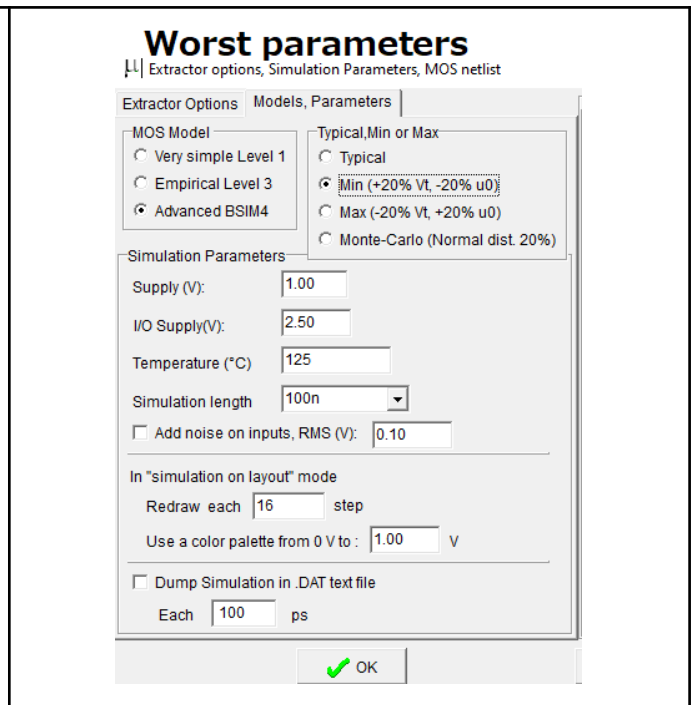 Worst parameters
µ Extractor options, Simulation Parameters, MOS netlist
Extractor Options Models, Parameters
MOS Model
Very simple Level 1
Empirical Level 3
Advanced BSIM4
Typical,Min or Max
Typical
Min (+20% Vt, -20% u0)
Max (-20% Vt, +20% u0)
Monte-Carlo (Normal dist. 20%)
Simulation Parameters
Supply (V): 1.00
I/O Supply(V): 2.50
Temperature (°C) 125
Simulation length 100n
Add noise on inputs, RMS (V): 0.10
In "simulation on layout" mode
Redraw each 16 step
Use a color palette from 0 V to : 1.00 V
Dump Simulation in .DAT text file
Each 100 ps
OK